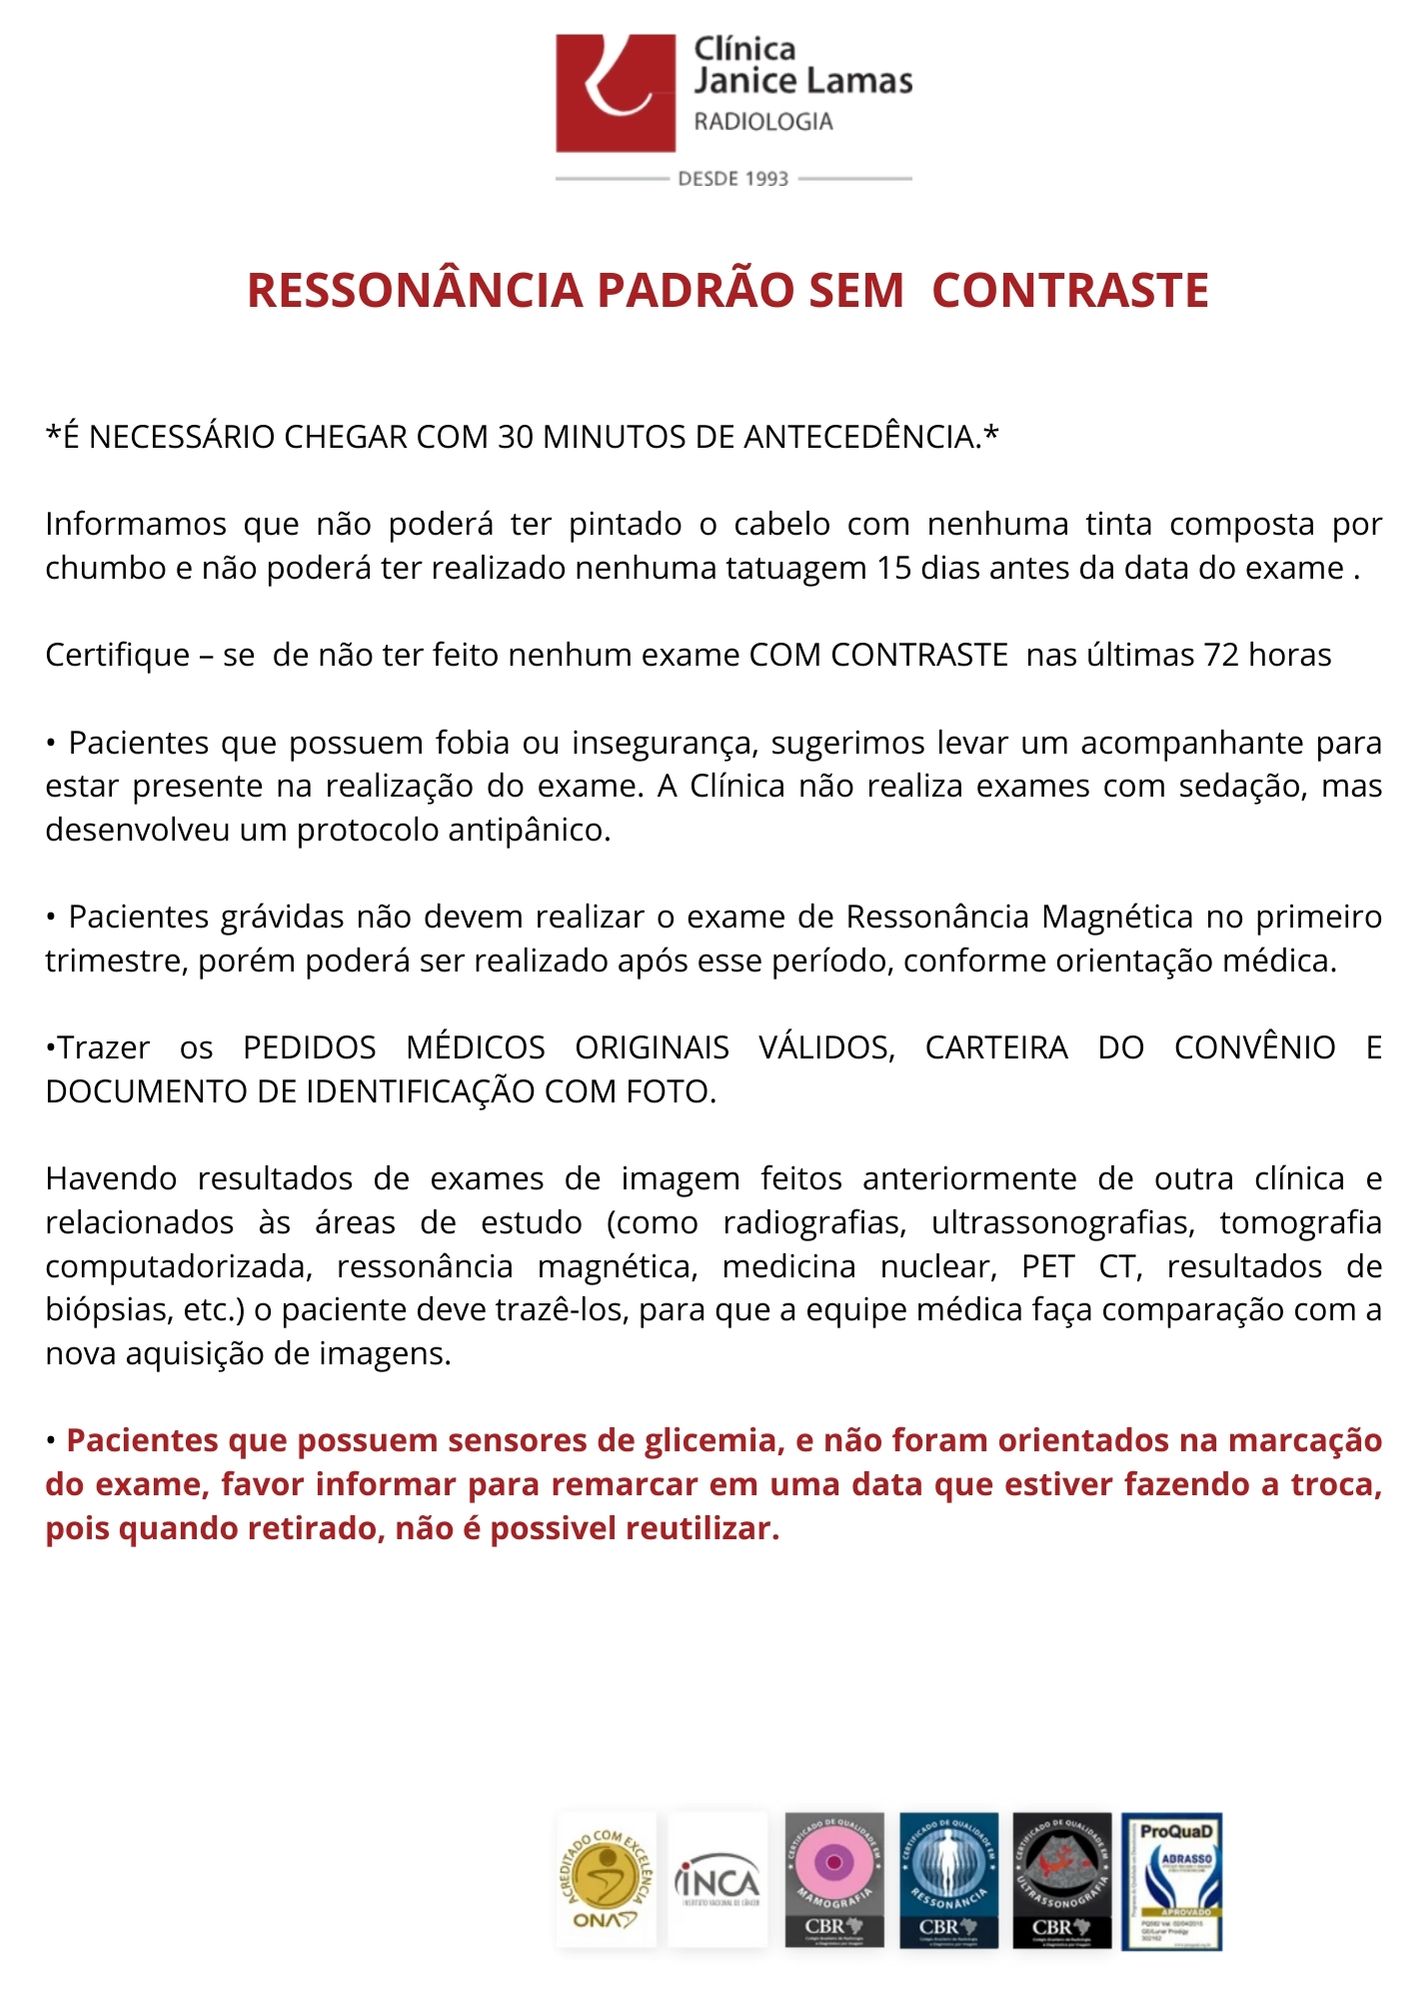 Clínica
Janice Lamas
RADIOLOGIA
DESDE 1993
RESSONÂNCIA PADRÃO SEM CONTRASTE
*É NECESSÁRIO CHEGAR COM 30 MINUTOS DE ANTECEDÊNCIA.*
Informamos que não poderá ter pintado o cabelo com nenhuma tinta composta por
chumbo e não poderá ter realizado nenhuma tatuagem 15 dias antes da data do exame .
Certifique – se de não ter feito nenhum exame COM CONTRASTE nas últimas 72 horas
• Pacientes que possuem fobia ou insegurança, sugerimos levar um acompanhante para
estar presente na realização do exame. A Clínica não realiza exames com sedação, mas
desenvolveu um protocolo antipânico.
• Pacientes grávidas não devem realizar o exame de Ressonância Magnética no primeiro
trimestre, porém poderá ser realizado após esse período, conforme orientação médica.
•Trazer os PEDIDOS MÉDICOS ORIGINAIS VÁLIDOS, CARTEIRA DO CONVÊNIO E
DOCUMENTO DE IDENTIFICAÇÃO COM FOTO.
Havendo resultados de exames de imagem feitos anteriormente de outra clínica e
relacionados às áreas de estudo (como radiografias, ultrassonografias, tomografia
computadorizada, ressonância magnética, medicina nuclear, PET CT, resultados de
biópsias, etc.) o paciente deve trazê-los, para que a equipe médica faça comparação com a
nova aquisição de imagens.
• Pacientes que possuem sensores de glicemia, e não foram orientados na marcação
do exame, favor informar para remarcar em uma data que estiver fazendo a troca,
pois quando retirado, não é possivel reutilizar.
ACREDITADO COM EXCELÊNCIA
ONA
INCA
INSTITUTO NACIONAL DE CÂNCER
CERTIFICADO DE QUALIDADE EM
MAMOGRAFIA
CBR
CERTIFICADO DE QUALIDADE EM
RESSONÂNCIA
CBR
CERTIFICADO DE QUALIDADE EM
ULTRASSONOGRAFIA
CBR
ProQuaD
ABRASSO
APROVADO